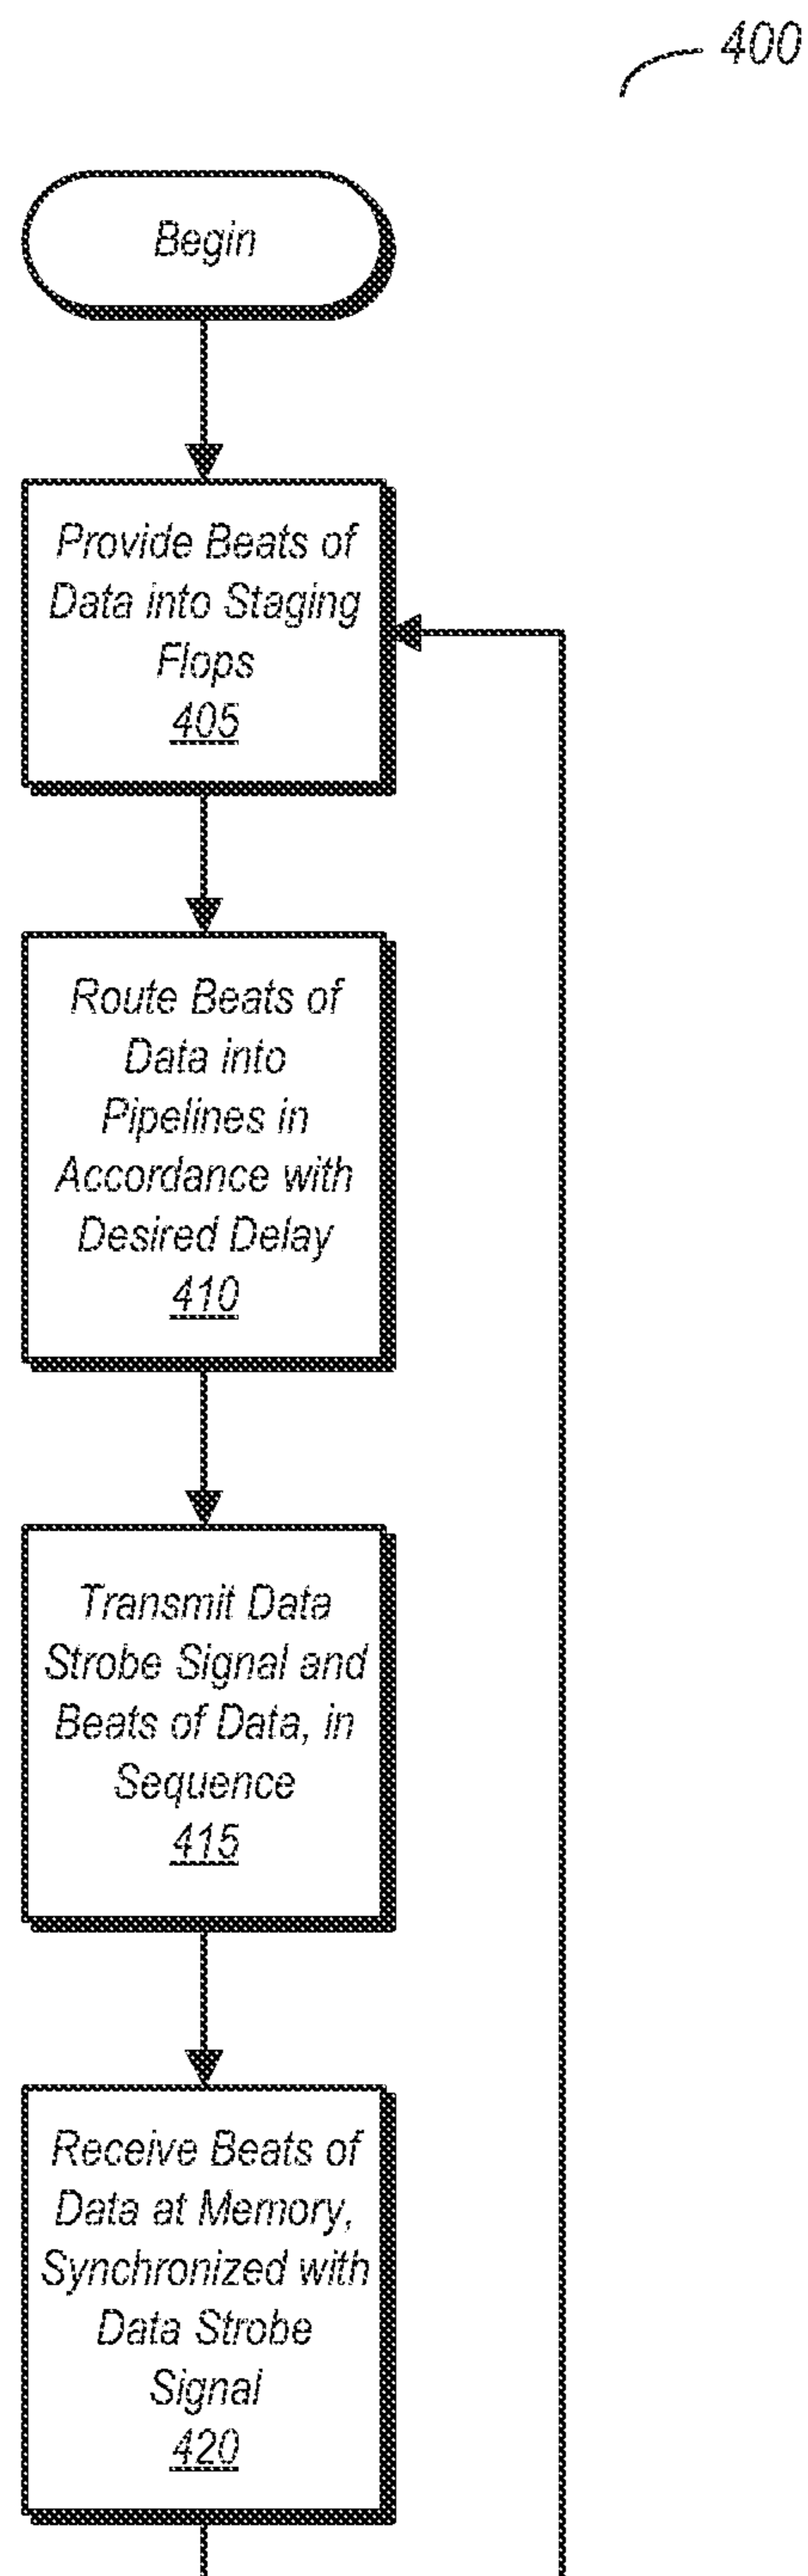 400
Begin
Provide Beats of
Data into Staging
Flops
405
Route Beats of
Data into
Pipelines in
Accordance with
Desired Delay
410
Transmit Data
Strobe Signal and
Beats of Data, in
Sequence
415
Receive Beats of
Data at Memory,
Synchronized with
Data Strobe
Signal
420